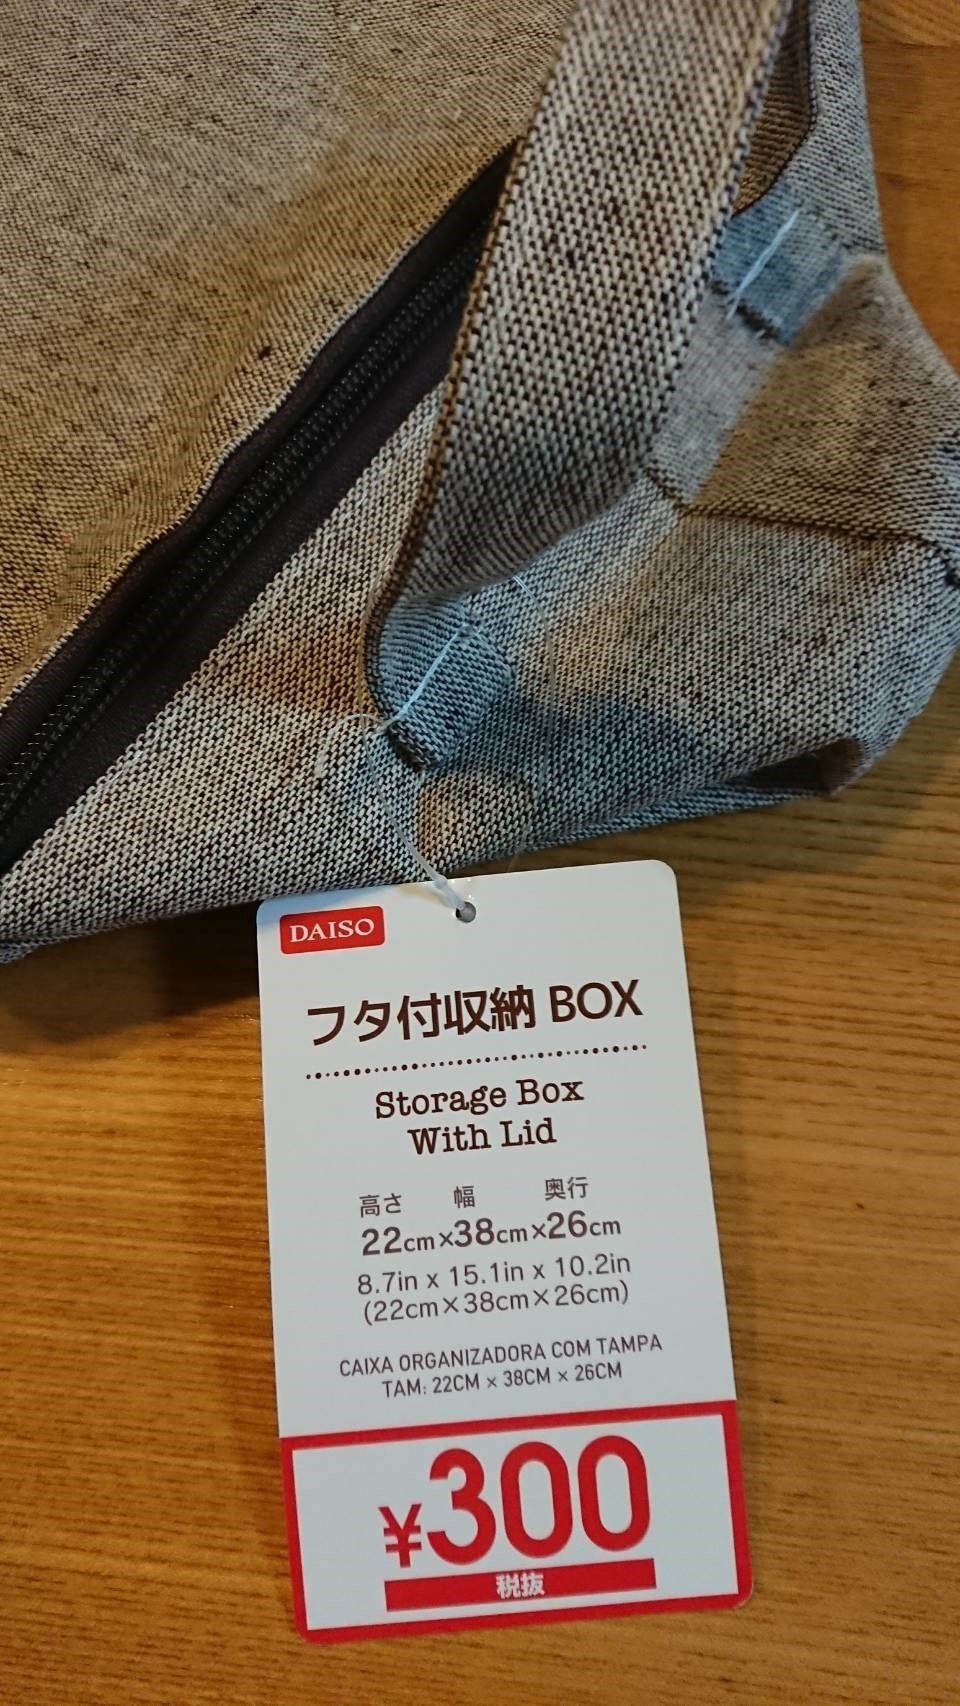 DAISO
フタ付収納 BOX
Storage Box
With Lid
高さ 幅 奥行
22cm×38cm×26cm
8.7in x 15.1in x 10.2in
(22cm×38cm×26cm)
CAIXA ORGANIZADORA COM TAMPA
TAM: 22CM × 38CM × 26CM
¥300
税抜